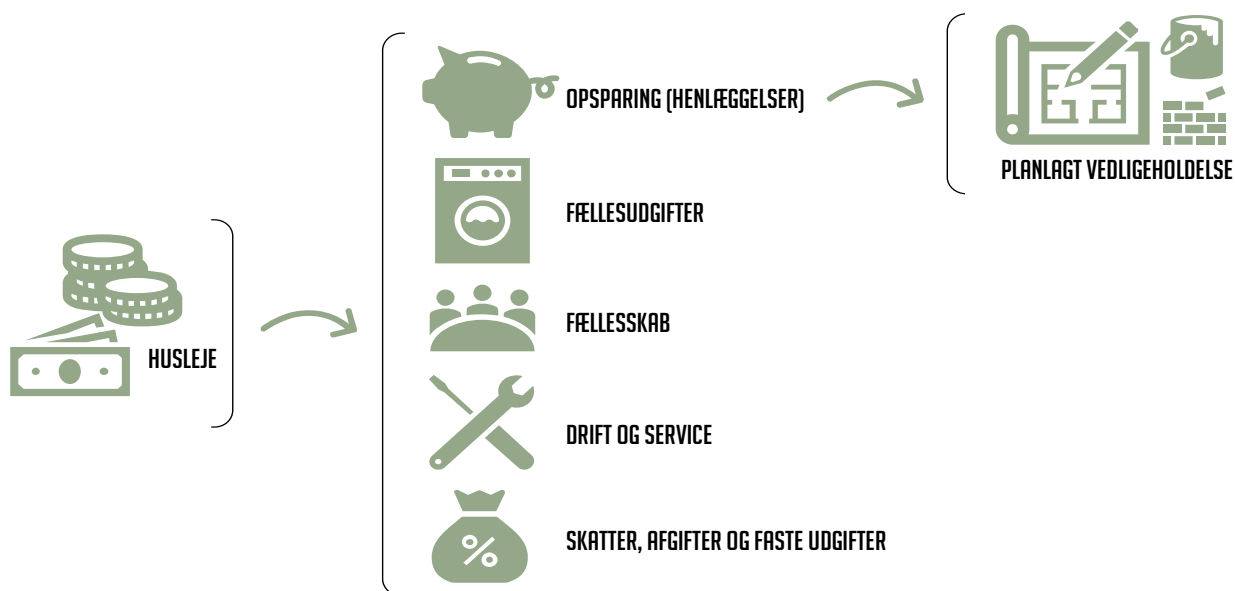 HUSLEJE
OPSPARING (HENLÆGGELSER)
FÆLLESUDGIFTER
FÆLLESSKAB
DRIFT OG SERVICE
%
SKATTER, AFGIFTER OG FASTE UDGIFTER
PLANLAGT VEDLIGEHOLDELSE